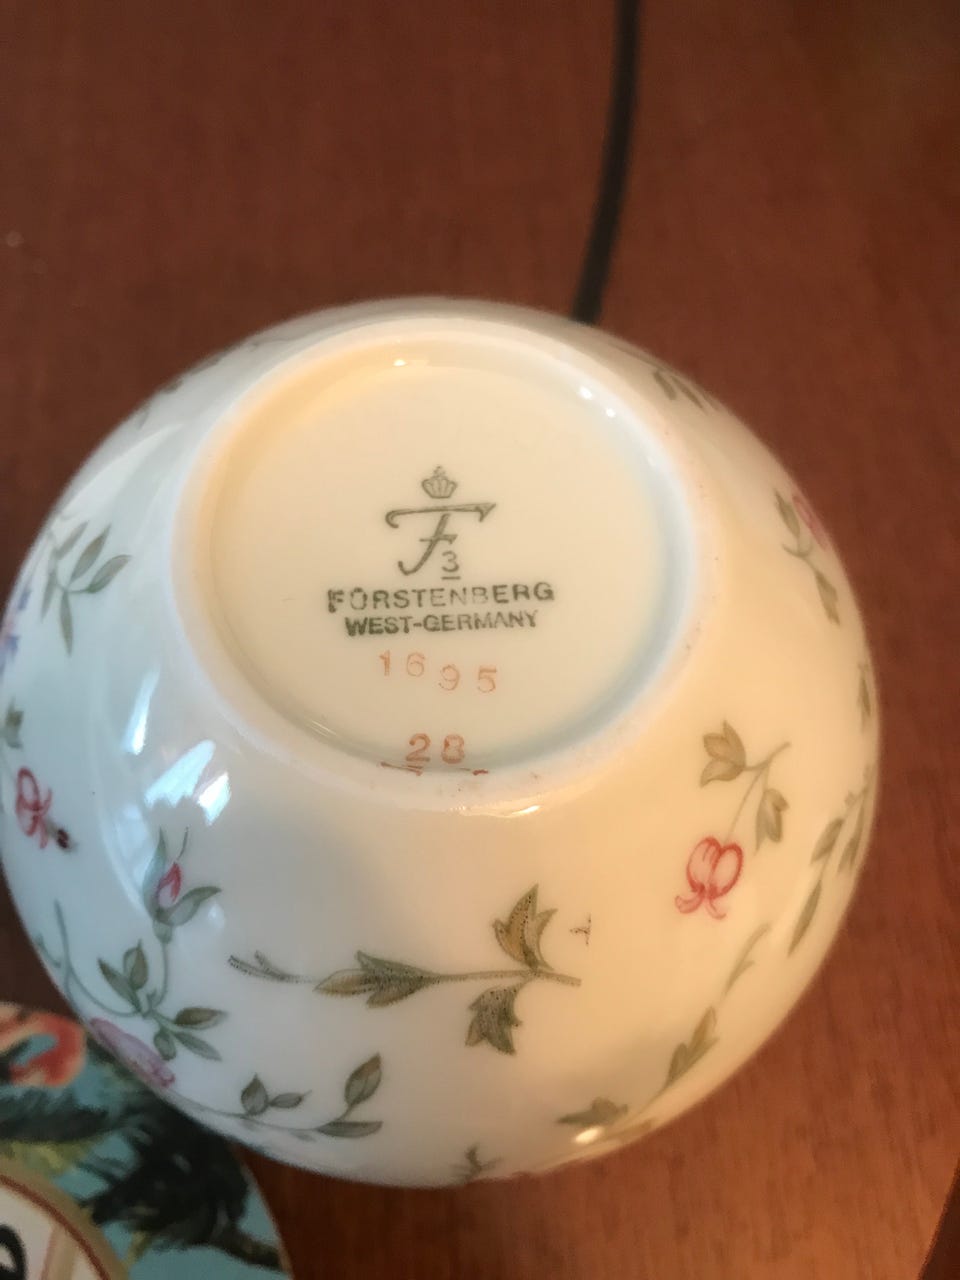 F
3
FÜRSTENBERG
WEST-GERMANY
1695
28